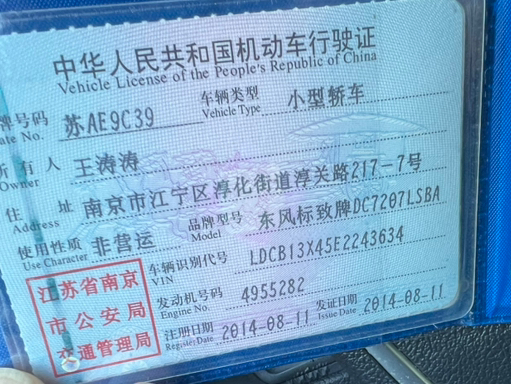 中华人民共和国机动车行驶证
Vehicle License of the People's Republic of China
牌号码 苏AE9C39 车辆类型 小型轿车
ate No. Vehicle Type
所有人 王涛涛
Owner
住址 南京市江宁区淳化街道淳关路217-7号
Address
使用性质 非营运 品牌型号 东风标致牌DC7207LSBA
Use Character Model
车辆识别代号 LDCB13X45E2243634
VIN
江苏省南京
市公安局
交通管理局
发动机号码 4955282
Engine No.
注册日期 2014-08-11 发证日期 2014-08-11
Register Date Issue Date